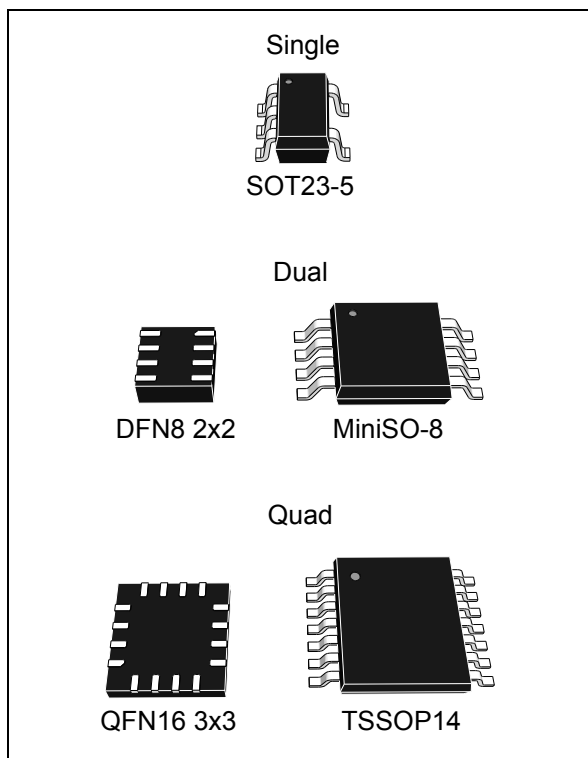 Single
SOT23-5
Dual
DFN8 2x2 MiniSO-8
Quad
QFN16 3x3 TSSOP14